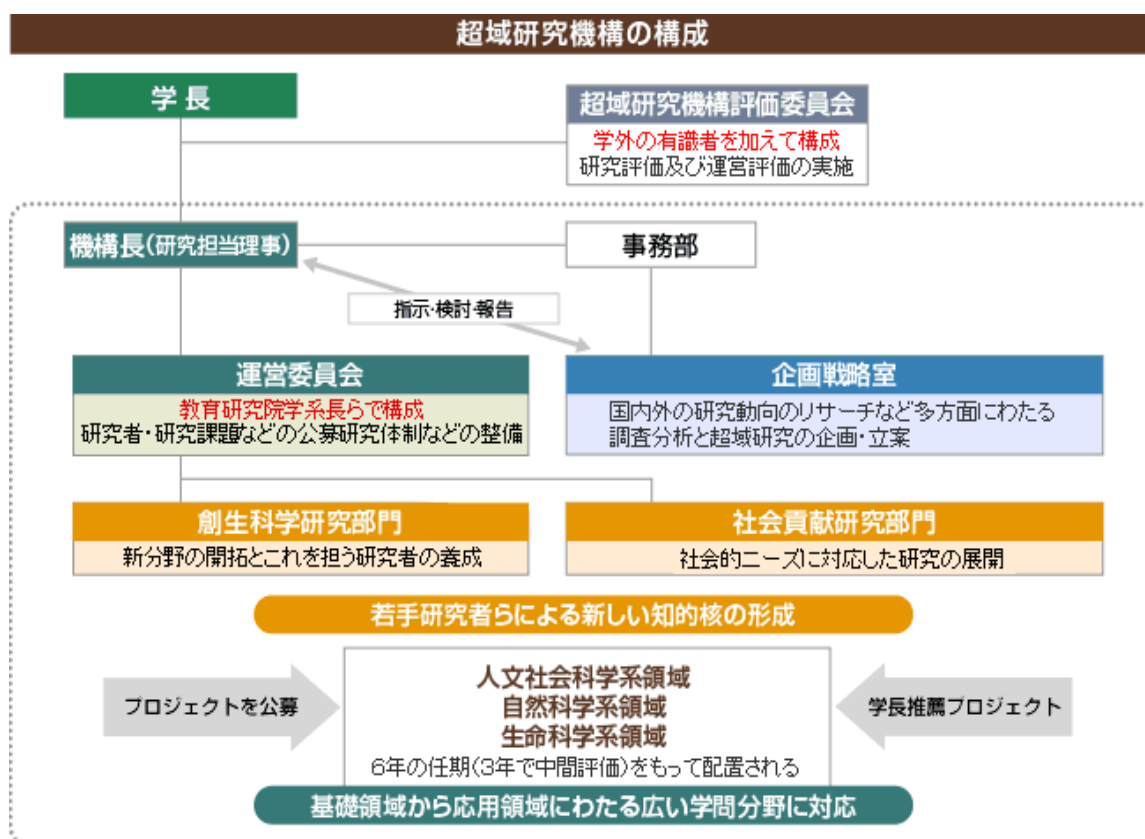 超域研究機構の構成
学長
超域研究機構評価委員会
学外の有識者を加えて構成
研究評価及び運営評価の実施
機構長(研究担当理事)
事務部
指示・検討・報告
運営委員会
教育研究院学系長らで構成
研究者・研究課題などの公募研究体制などの整備
企画戦略室
国内外の研究動向のリサーチなど多方面にわたる
調査分析と超域研究の企画・立案
創生科学研究部門
新分野の開拓とこれを担う研究者の養成
社会貢献研究部門
社会的ニーズに対応した研究の展開
若手研究者らによる新しい知的核の形成
プロジェクトを公募
人文社会科学系領域
自然科学系領域
生命科学系領域
6年の任期(3年で中間評価)をもって配置される
学長推薦プロジェクト
基礎領域から応用領域にわたる広い学問分野に対応